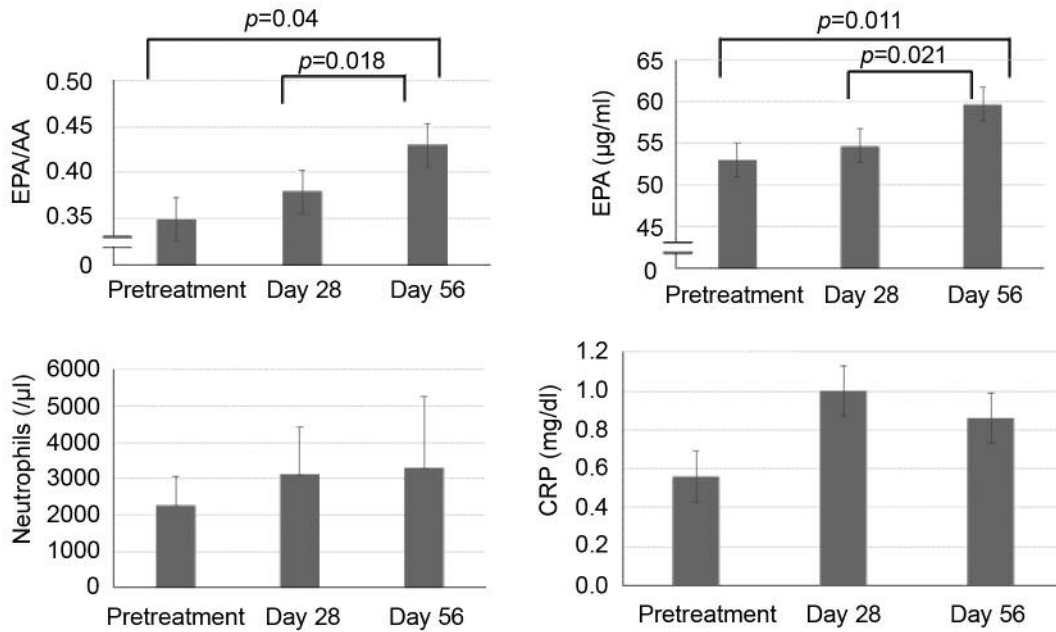 p=0.04
p=0.018
0.50
0.45
0.40
0.35
0
EPA/AA
Pretreatment Day 28 Day 56
p=0.011
p=0.021
65
60
55
50
45
0
EPA (µg/ml)
Pretreatment Day 28 Day 56
6000
5000
4000
3000
2000
1000
0
Neutrophils (/µl)
Pretreatment Day 28 Day 56
1.2
1.0
0.8
0.6
0.4
0.2
0.0
CRP (mg/dl)
Pretreatment Day 28 Day 56